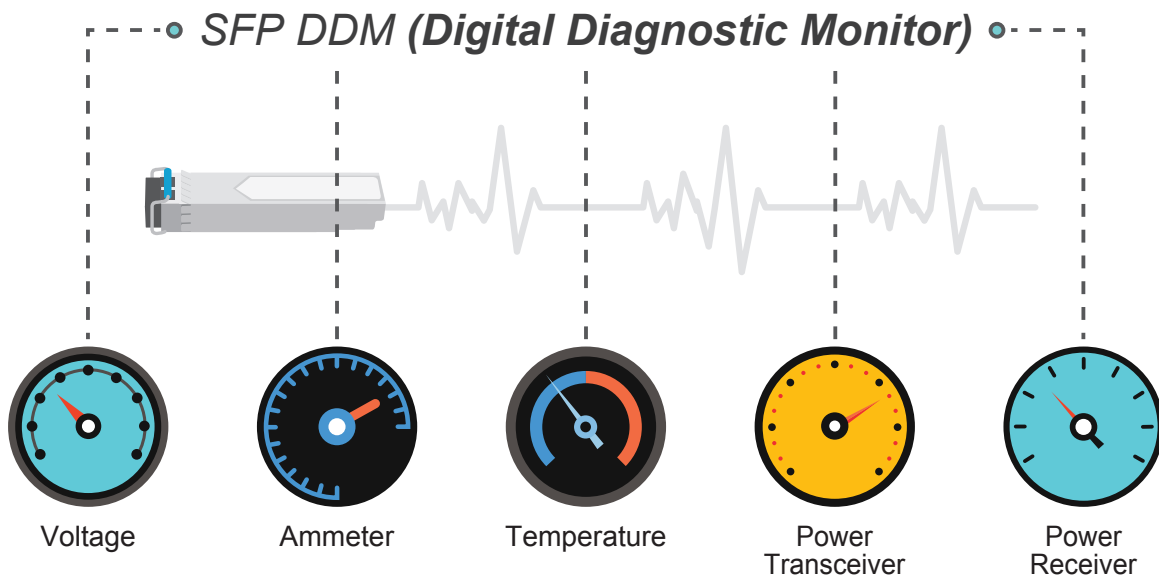 SFP DDM (Digital Diagnostic Monitor)
Voltage
Ammeter
Temperature
Power
Transceiver
Power
Receiver